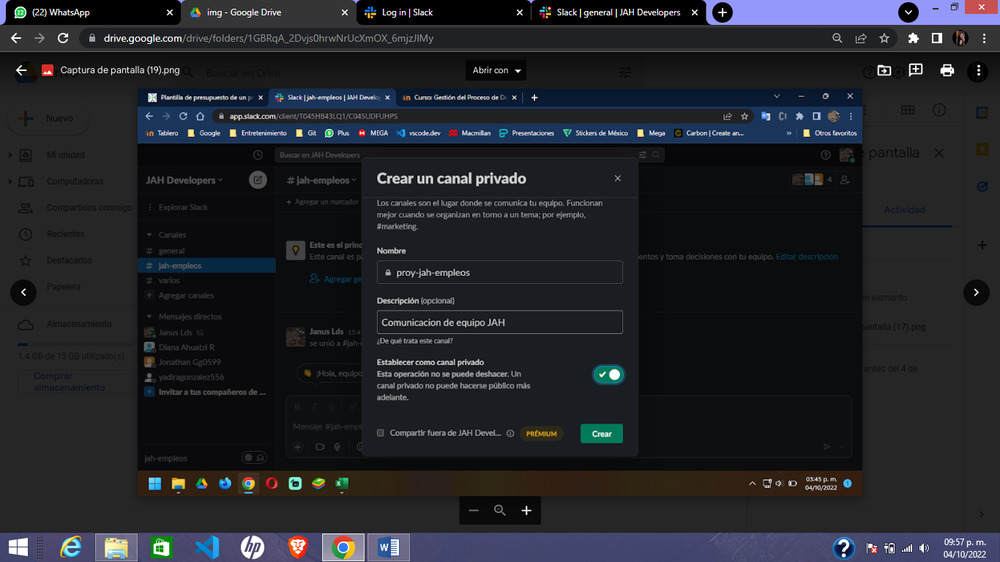 (22) WhatsApp
img - Google Drive
Log in | Slack
Slack | general | JAH Developers
drive.google.com/drive/folders/1GBRqA_2Dvjs0hrwNrUcXmOX_6mjzJIMy
Captura de pantalla (19).png
Buscar en Drive
Abrir con
Nuevo
Mi unidad
Computadoras
Compartidos conmigo
Recientes
Destacados
Papelera
Almacenamiento
1.4 GB de 15 GB utilizado(s)
Comprar
almacenamiento
Plantilla de presupuesto de un p
Slack | jah-empleos | JAH Develo
Curso: Gestión del Proceso de De
app.slack.com/client/T045HB43LQ1/C045UDFUHPS
Tablero
Google
Entretenimiento
Git
Plus
MEGA
vscode.dev
Macmillan
Presentaciones
Stickers de México
Mega
Carbon | Create an...
»
Otros favoritos
Buscar en JAH Developers
JAH Developers
# jah-empleos
4
+ Agregar un marcador
Explorar Slack
Canales
# general
# jah-empleos
# varios
+ Agregar canales
Mensajes directos
Janus Lds tú
Diana Ahuatzi R
Jonathan Gg0599
yadiragonzalez556
Invitar a tus compañeros de ...
jah-empleos
Este es el princ
Este canal es pa
entos y toma decisiones con tu equipo. Editar descripción
Agregar ge
Janus Lds 15:4
se unió a #jah-e
¡Hola, equipo
B I S
Mensaje #jah-empl
Crear un canal privado
Los canales son el lugar donde se comunica tu equipo. Funcionan
mejor cuando se organizan en torno a un tema; por ejemplo,
#marketing.
Nombre
proy-jah-empleos
Descripción (opcional)
Comunicacion de equipo JAH
¿De qué trata este canal?
Establecer como canal privado
Esta operación no se puede deshacer. Un
canal privado no puede hacerse público más
adelante.
Compartir fuera de JAH Devel...
PRÉMIUM
Crear
03:45 p. m.
04/10/2022
1
e pantalla
Actividad
un elemento
pantalla (17).png
antes del 4 de
09:57 p. m.
04/10/2022